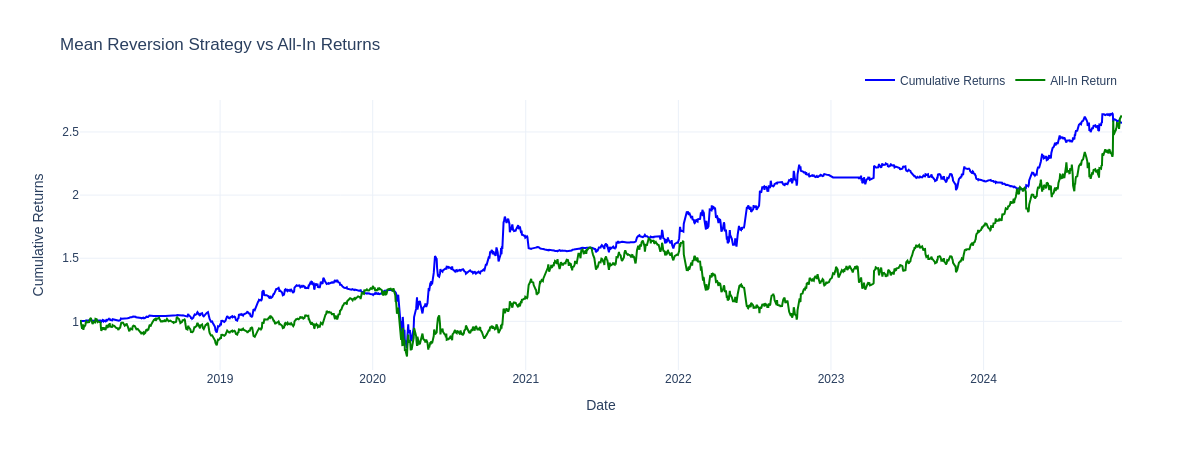 Mean Reversion Strategy vs All-In Returns
Cumulative Returns
All-In Return
2.5
2
1.5
1
Cumulative Returns
2019
2020
2021
2022
2023
2024
Date